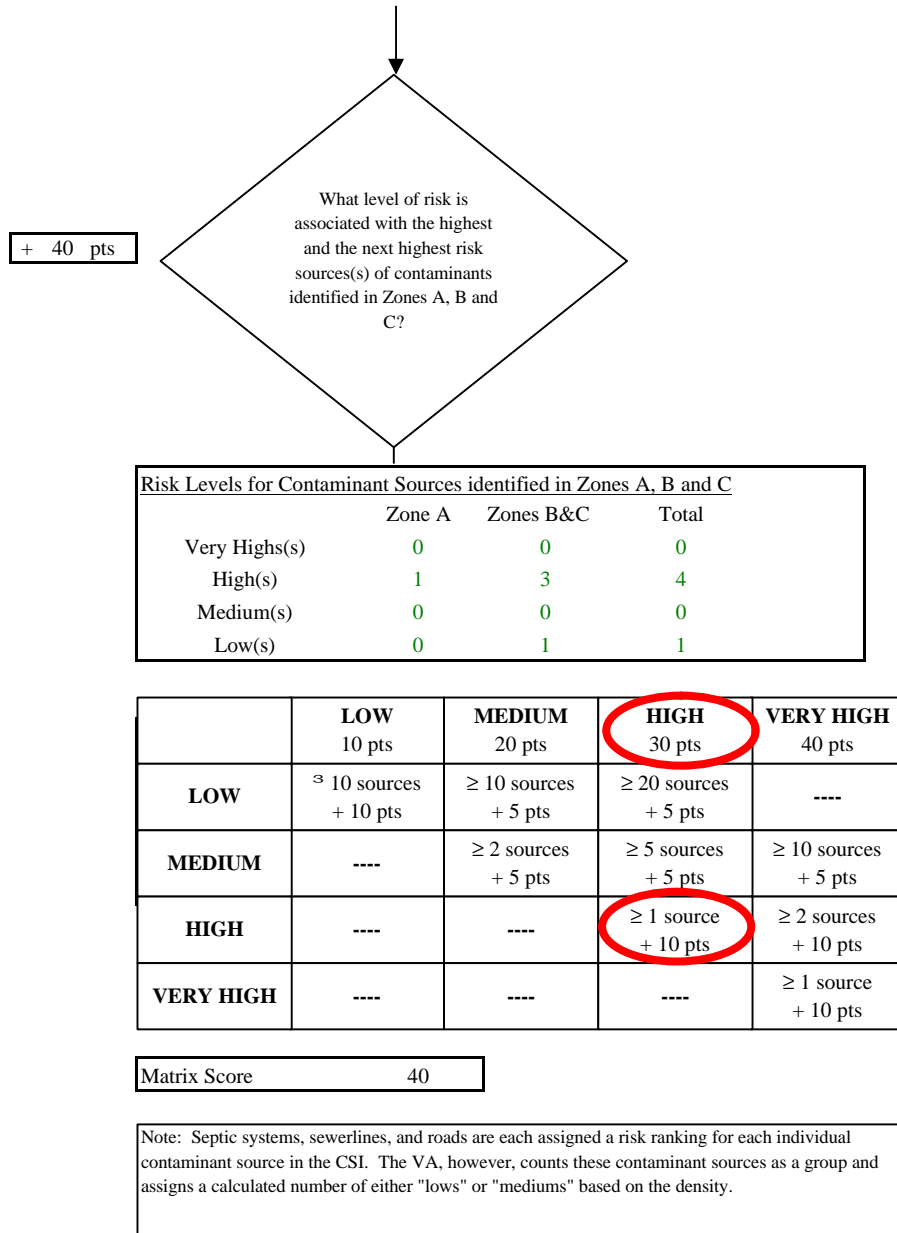 What level of risk is
associated with the highest
and the next highest risk
sources(s) of contaminants
identified in Zones A, B and
C?
+ 40 pts
Risk Levels for Contaminant Sources identified in Zones A, B and C
Zone A Zones B&C Total
Very Highs(s) 0 0 0
High(s) 1 3 4
Medium(s) 0 0 0
Low(s) 0 1 1
LOW MEDIUM HIGH VERY HIGH
10 pts 20 pts 30 pts 40 pts
LOW ³ 10 sources ≥ 10 sources ≥ 20 sources ----
+ 10 pts + 5 pts + 5 pts
MEDIUM ---- ≥ 2 sources ≥ 5 sources ≥ 10 sources
+ 5 pts + 5 pts + 5 pts
HIGH ---- ---- ≥ 1 source ≥ 2 sources
+ 10 pts + 10 pts
VERY HIGH ---- ---- ---- ≥ 1 source
+ 10 pts
Matrix Score 40
Note: Septic systems, sewerlines, and roads are each assigned a risk ranking for each individual
contaminant source in the CSI. The VA, however, counts these contaminant sources as a group and
assigns a calculated number of either "lows" or "mediums" based on the density.